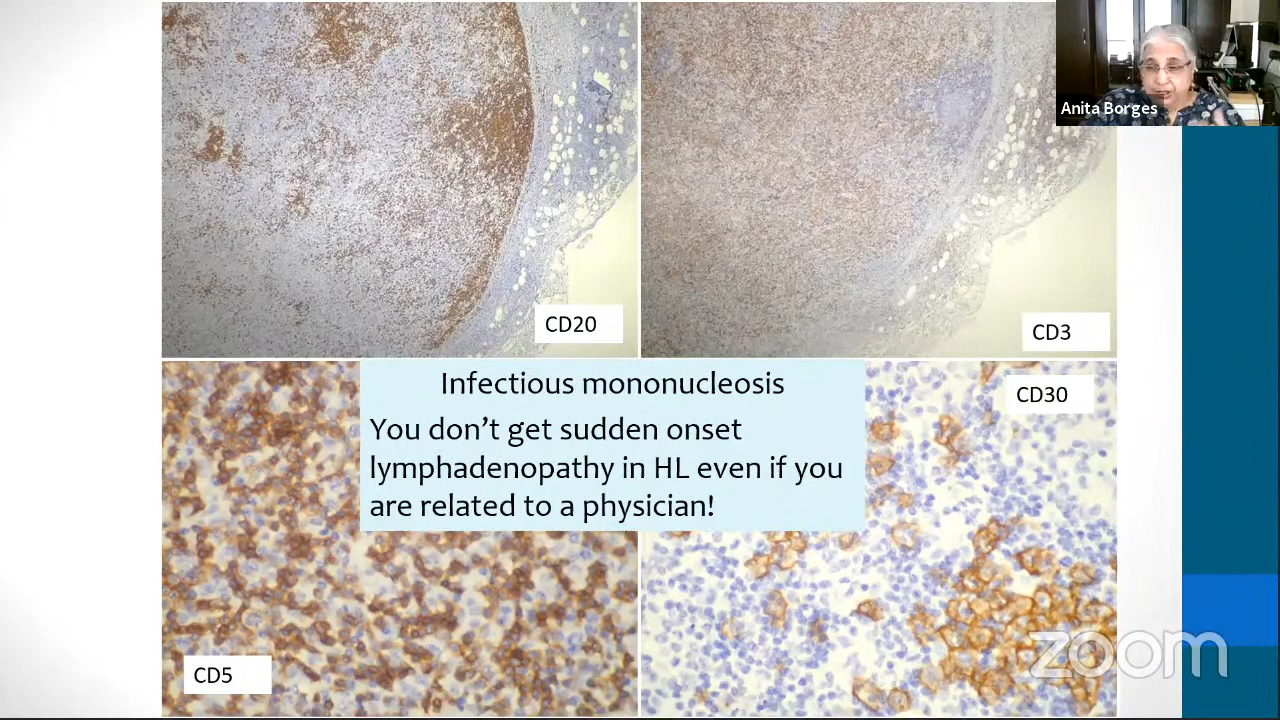 Anita Borges
CD20
CD3
Infectious mononucleosis
You don’t get sudden onset
lymphadenopathy in HL even if you
are related to a physician!
CD30
CD5
zoom